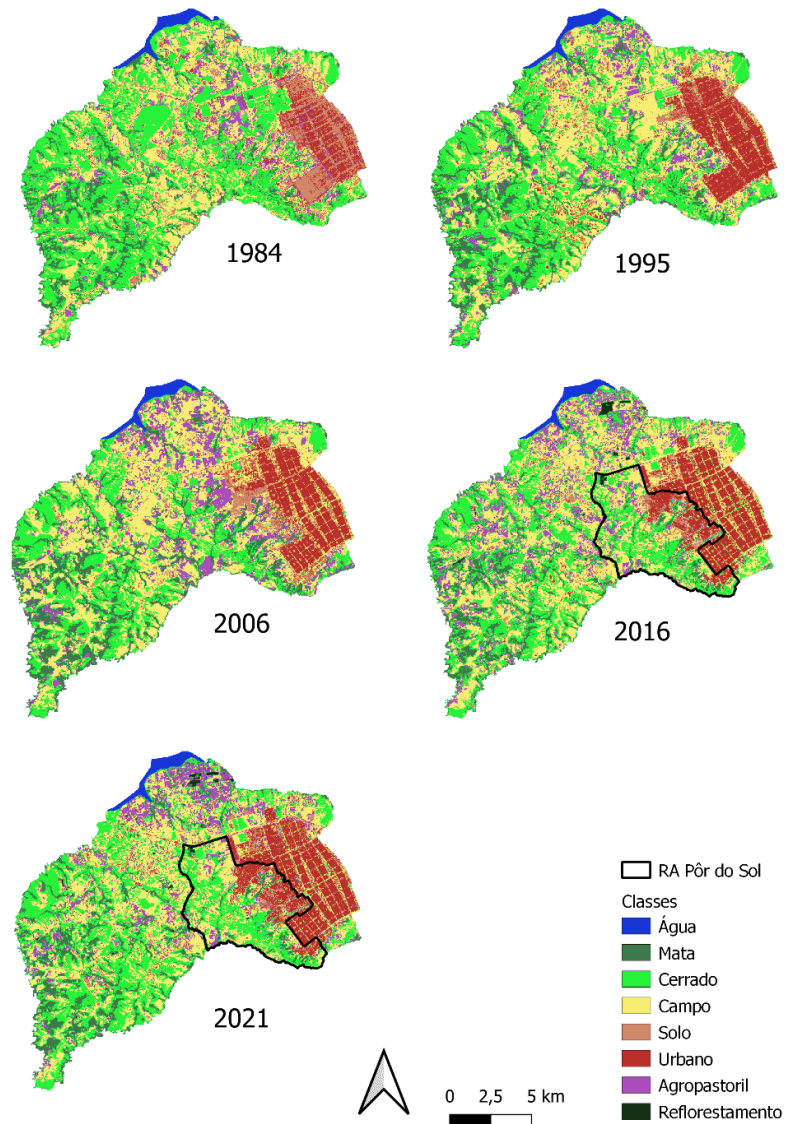 1984
1995
2006
2016
2021
RA Pôr do Sol
Classes
Água
Mata
Cerrado
Campo
Solo
Urbano
Agropastoril
Reflorestamento
0 2,5 5 km